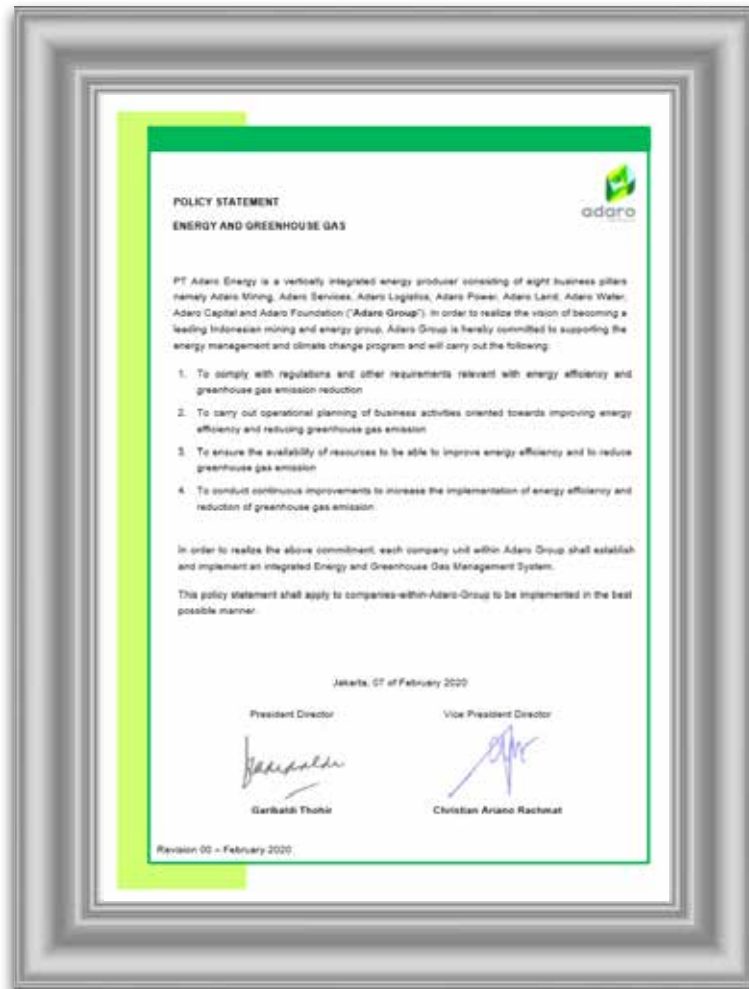 adaro
POLICY STATEMENT
ENERGY AND GREENHOUSE GAS
PT Adaro Energy is a vertically integrated energy producer consisting of eight business pillars
namely Adaro Mining, Adaro Services, Adaro Logistics, Adaro Power, Adaro Land, Adaro Water,
Adaro Capital and Adaro Foundation ("Adaro Group"). In order to realize the vision of becoming a
leading Indonesian mining and energy group, Adaro Group is hereby committed to supporting the
energy management and climate change program and will carry out the following:
1. To comply with regulations and other requirements relevant with energy efficiency and
greenhouse gas emission reduction
2. To carry out operational planning of business activities oriented towards improving energy
efficiency and reducing greenhouse gas emission
3. To ensure the availability of resources to be able to improve energy efficiency and to reduce
greenhouse gas emission
4. To conduct continuous improvements to increase the implementation of energy efficiency and
reduction of greenhouse gas emission
In order to realize the above commitment, each company unit within Adaro Group shall establish
and implement an integrated Energy and Greenhouse Gas Management System.
This policy statement shall apply to companies-within-Adaro-Group to be implemented in the best
possible manner.
Jakarta, 07 of February 2020
President Director Vice President Director
Garibaldi Thohir Christian Ariano Rachmat
Revision 00 – February 2020